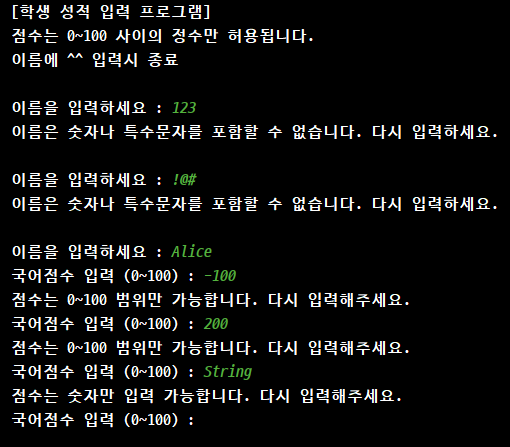 [학생 성적 입력 프로그램]
점수는 0~100 사이의 정수만 허용됩니다.
이름에 ^^ 입력시 종료
이름을 입력하세요 : 123
이름은 숫자나 특수문자를 포함할 수 없습니다. 다시 입력하세요.
이름을 입력하세요 : !@#
이름은 숫자나 특수문자를 포함할 수 없습니다. 다시 입력하세요.
이름을 입력하세요 : Alice
국어점수 입력 (0~100) : -100
점수는 0~100 범위만 가능합니다. 다시 입력해주세요.
국어점수 입력 (0~100) : 200
점수는 0~100 범위만 가능합니다. 다시 입력해주세요.
국어점수 입력 (0~100) : String
점수는 숫자만 입력 가능합니다. 다시 입력해주세요.
국어점수 입력 (0~100) :